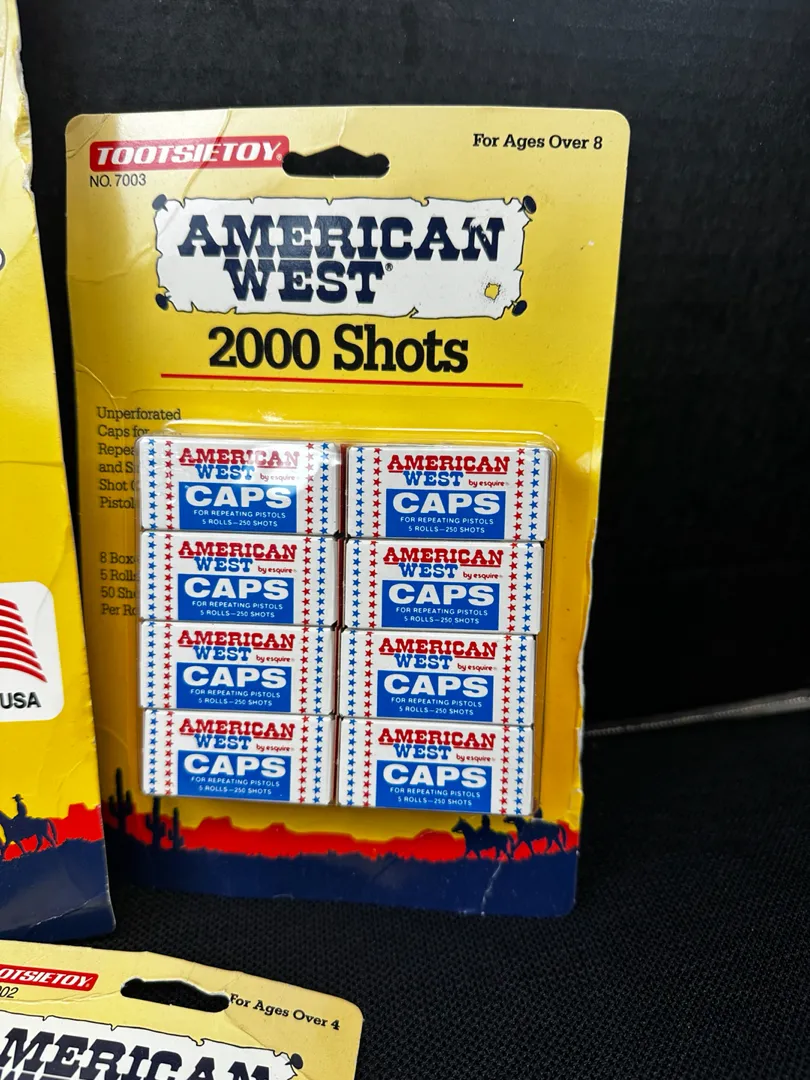 TOOTSIETOY®
NO. 7003
For Ages Over 8
AMERICAN
WEST®
2000 Shots
Unperforated
Caps for
and
Shot
8
5
50
Per
AMERICAN
WEST by esquire®
CAPS
FOR REPEATING PISTOLS
5 ROLLS—250 SHOTS
AMERICAN
WEST by esquire®
CAPS
FOR REPEATING PISTOLS
5 ROLLS—250 SHOTS
AMERICAN
WEST by esquire®
CAPS
FOR REPEATING PISTOLS
5 ROLLS—250 SHOTS
AMERICAN
WEST by esquire®
CAPS
FOR REPEATING PISTOLS
5 ROLLS—250 SHOTS
AMERICAN
WEST by esquire®
CAPS
FOR REPEATING PISTOLS
5 ROLLS—250 SHOTS
AMERICAN
WEST by esquire®
CAPS
FOR REPEATING PISTOLS
5 ROLLS—250 SHOTS
AMERICAN
WEST by esquire®
CAPS
FOR REPEATING PISTOLS
5 ROLLS—250 SHOTS
AMERICAN
WEST by esquire®
CAPS
FOR REPEATING PISTOLS
5 ROLLS—250 SHOTS
USA
OTSIETOY®
02
For Ages Over 4
MERICAN